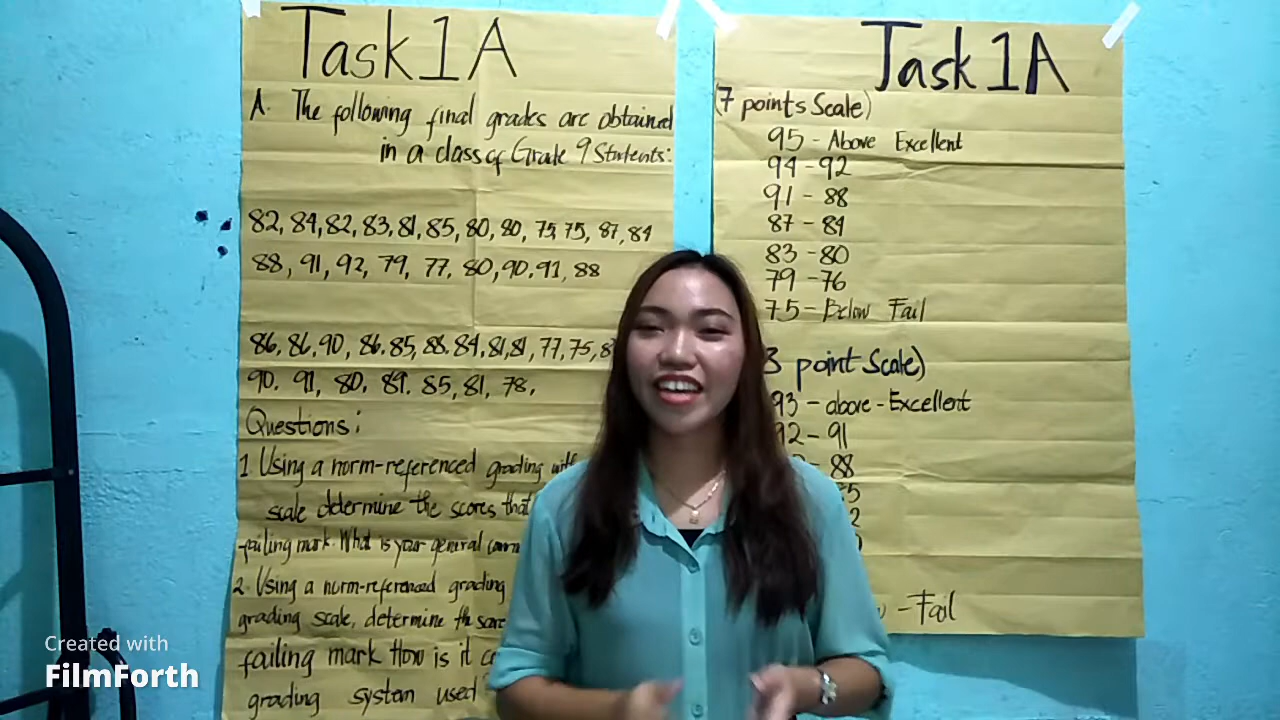 Task 1A
A. The following final grades are obtained
in a class of Grade 9 Students:
82, 84, 82, 83, 81, 85, 80, 80, 75, 75, 87, 84
88, 91, 92, 79, 77, 80, 90, 91, 88
86, 86, 90, 86, 85, 88, 84, 81, 81, 77, 75,
90, 91, 80, 89, 85, 81, 78,
Questions:
1. Using a norm-referenced grading with
scale determine the scores that
failing mark. What is your general
2. Using a norm-referenced grading
grading scale, determine the score
failing mark How is it
grading system used
Task 1A
(7 points Scale)
95 - Above Excellent
94 - 92
91 - 88
87 - 84
83 - 80
79 - 76
75 - Below Fail
point Scale)
93 - above - Excellent
92 - 91
- 88
- Fail
Created with
FilmForth